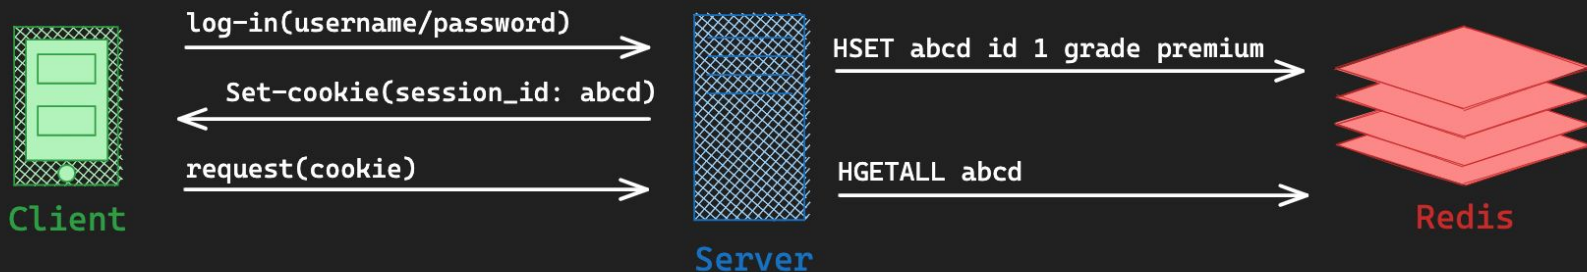 log-in(username/password)
HSET abcd id 1 grade premium
Set-cookie(session_id: abcd)
request(cookie)
HGETALL abcd
Client
Server
Redis